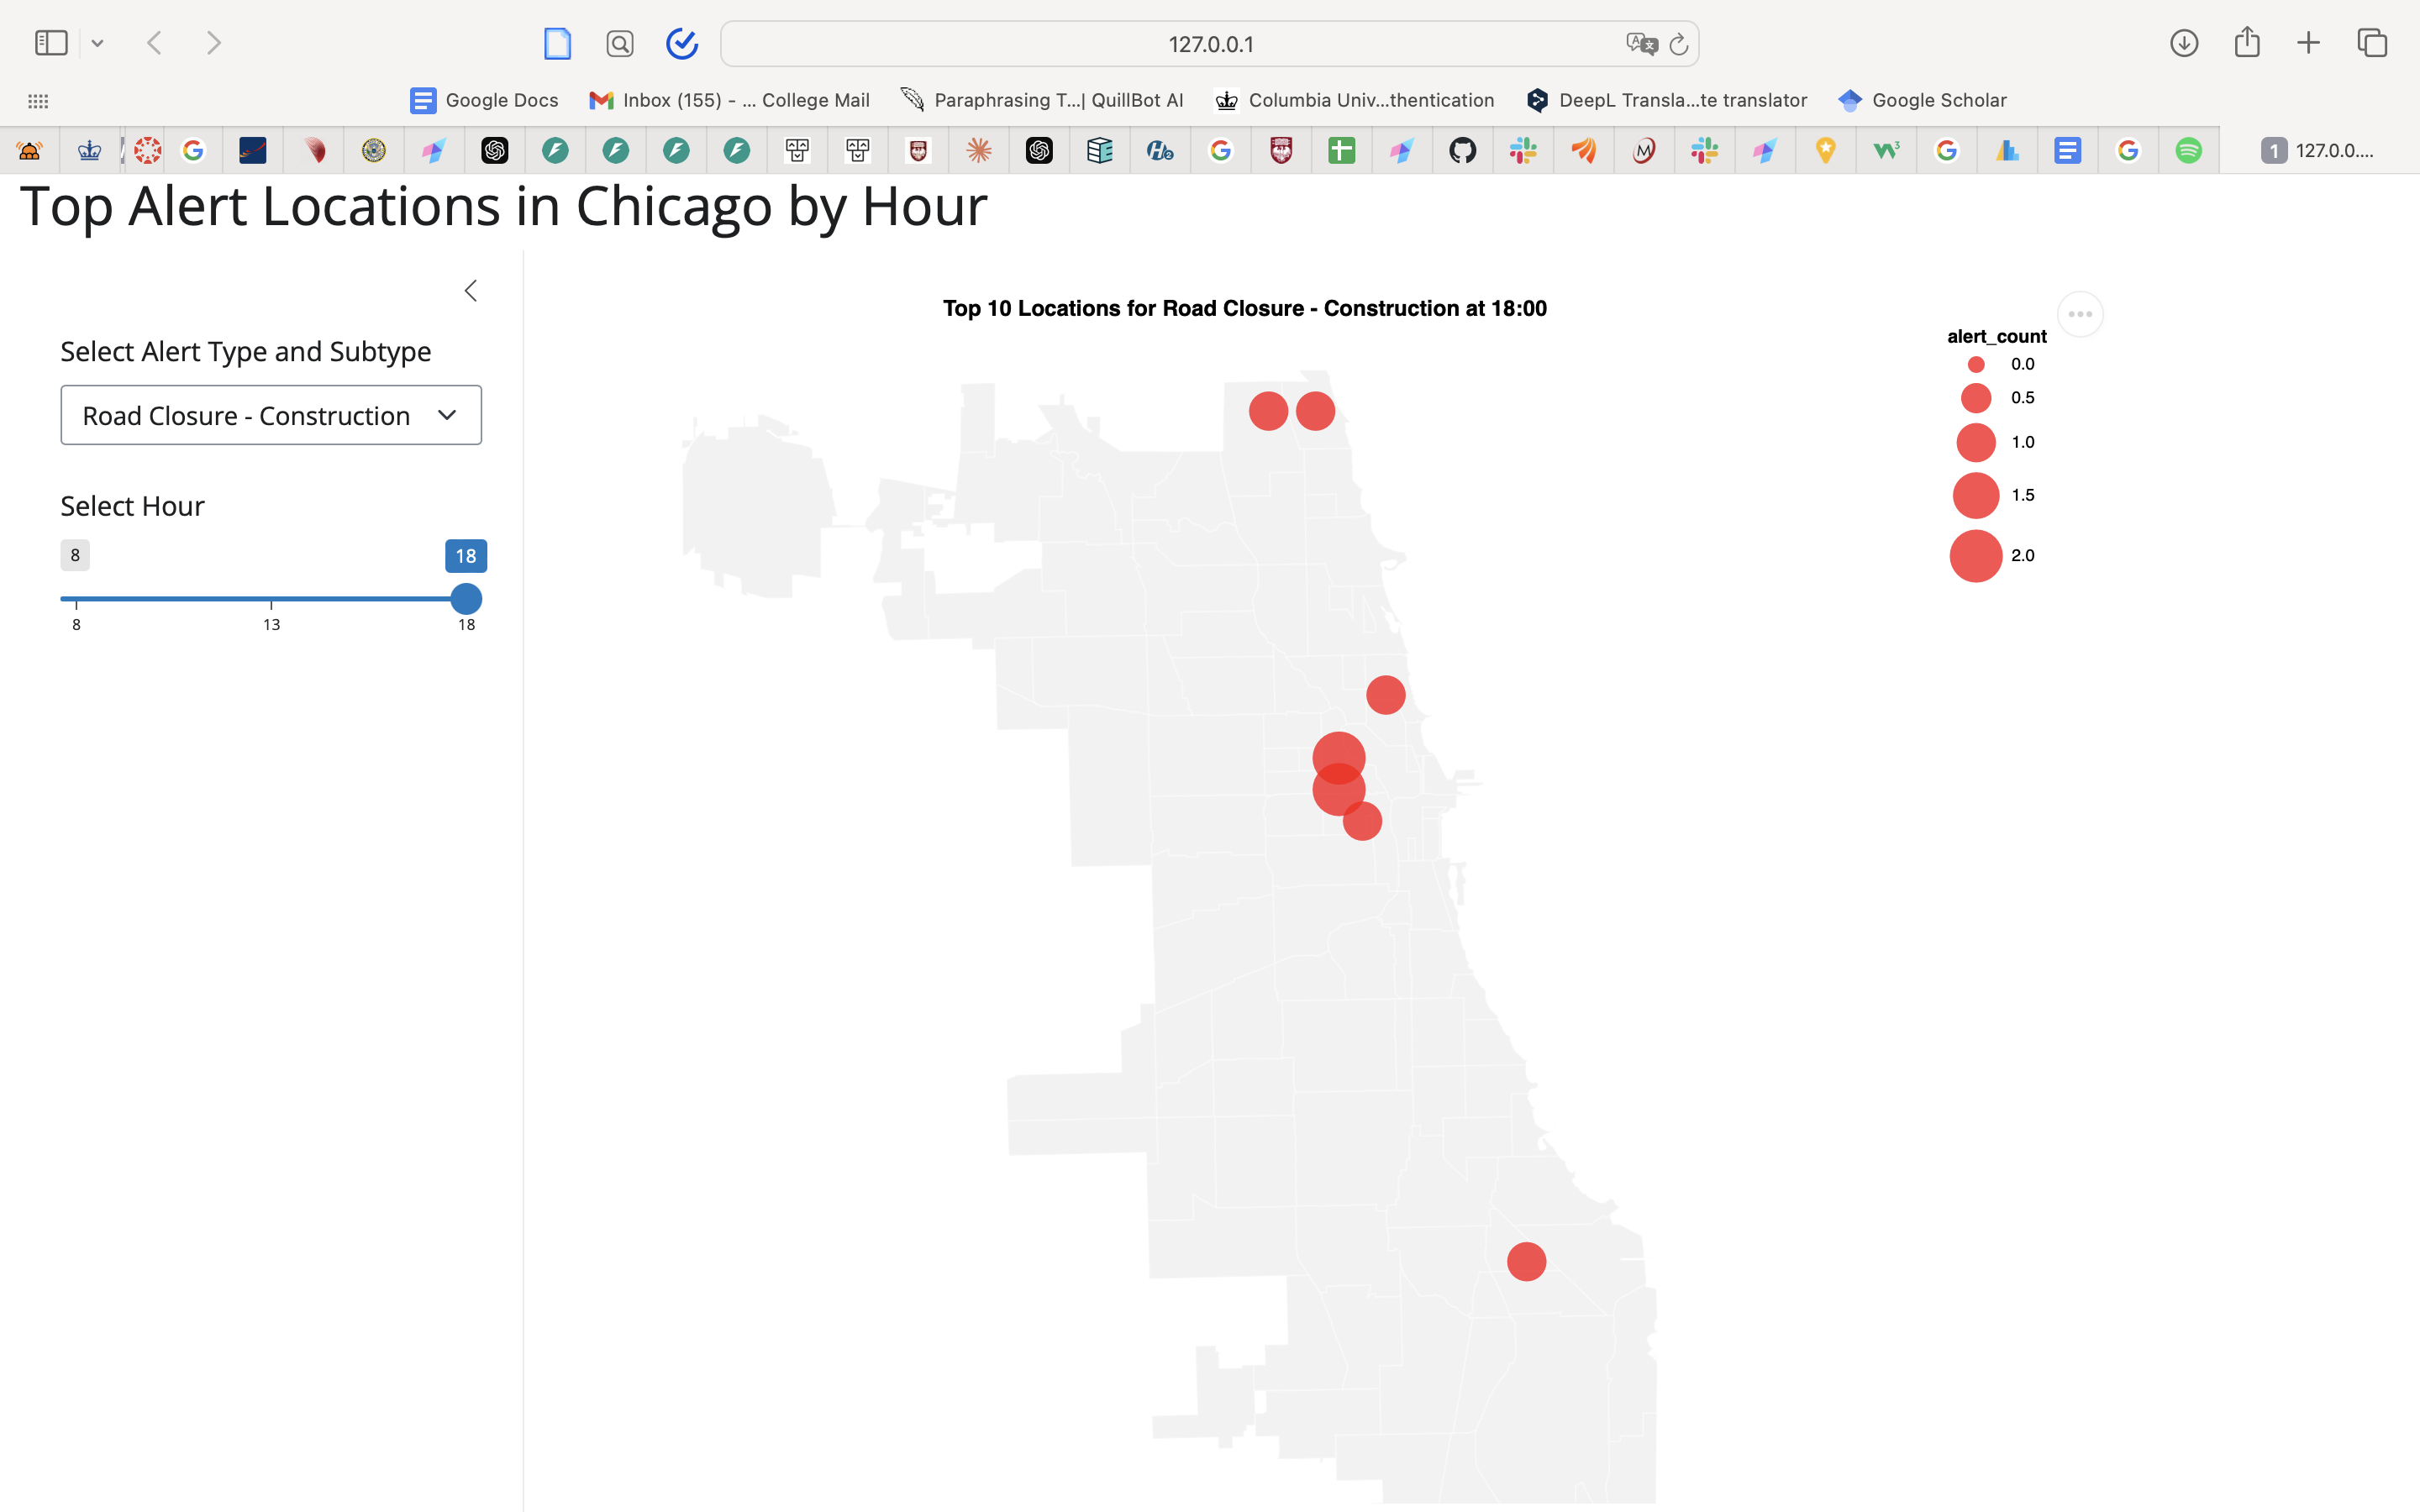 127.0.0.1
Google Docs
Inbox (155) - ... College Mail
Paraphrasing T...| QuillBot AI
Columbia Univ...thentication
DeepL Transla...te translator
Google Scholar
1 127.0.0....
Top Alert Locations in Chicago by Hour
Select Alert Type and Subtype
Road Closure - Construction
Select Hour
8
18
8
13
18
Top 10 Locations for Road Closure - Construction at 18:00
alert_count
0.0
0.5
1.0
1.5
2.0